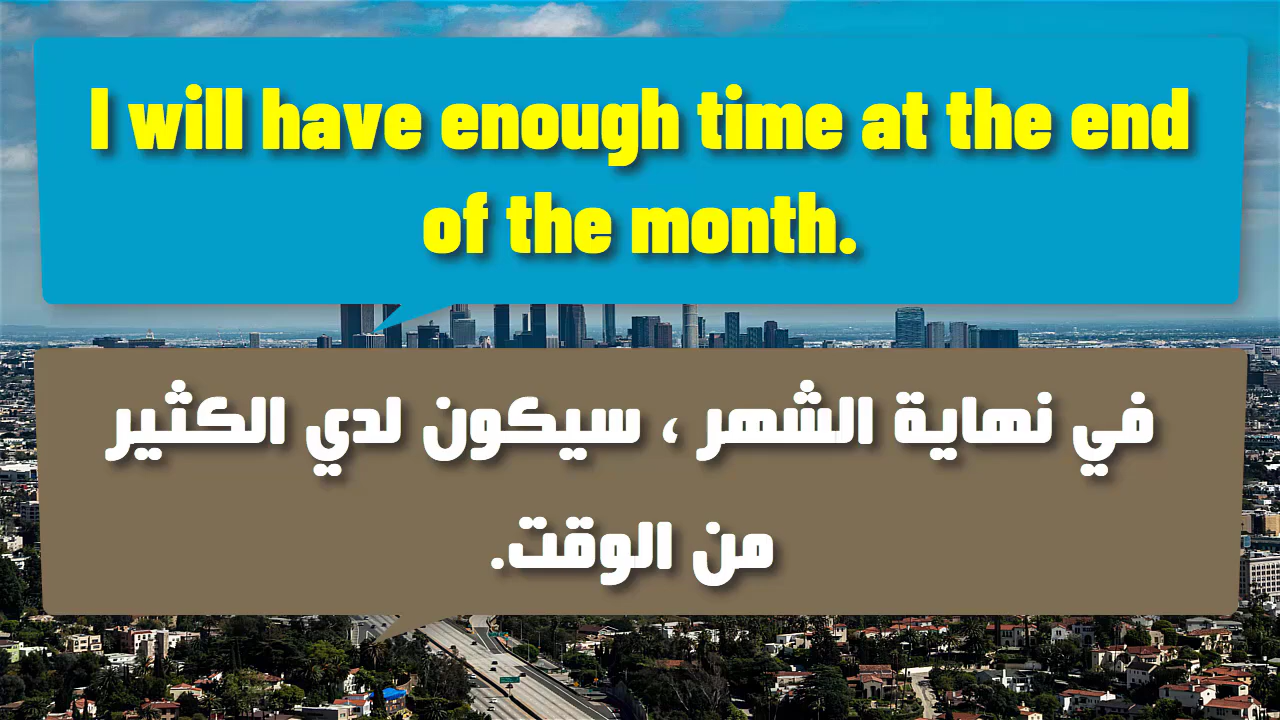 I will have enough time at the end
of the month.
في نهاية الشهر ، سيكون لدي الكثير
من الوقت.